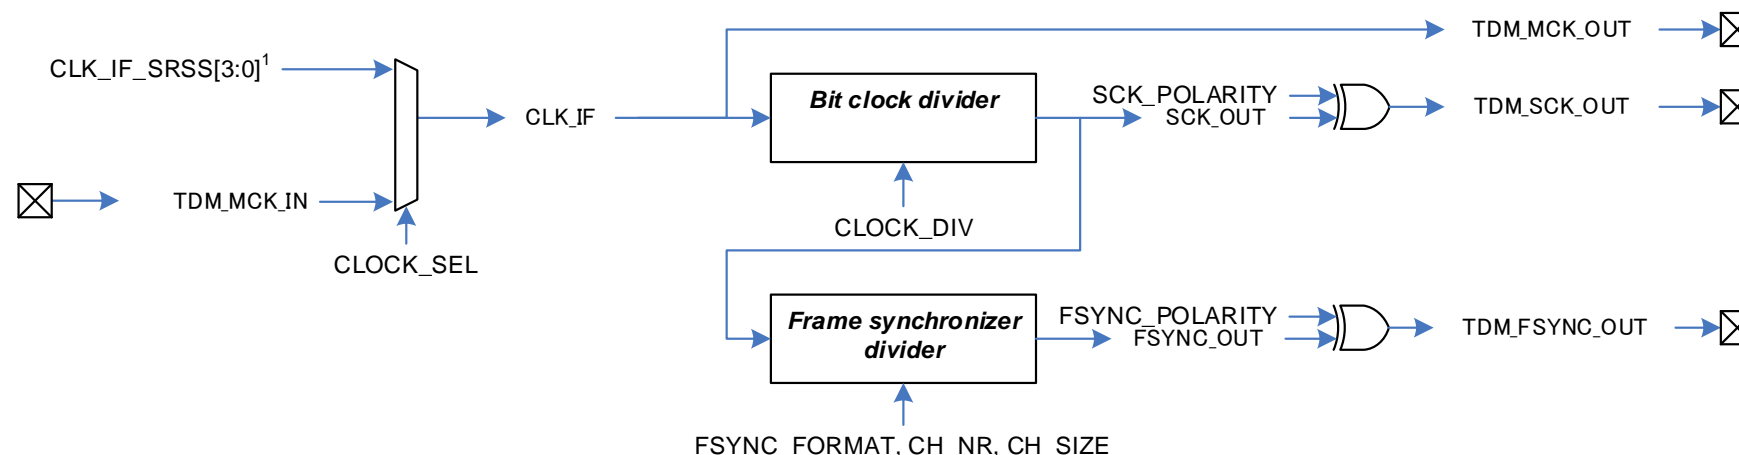 TDM_MCK_OUT
CLK_IF_SRSS[3:0]¹
Bit clock divider
SCK_POLARITY
SCK_OUT
TDM_SCK_OUT
CLK_IF
TDM_MCK_IN
CLOCK_DIV
CLOCK_SEL
Frame synchronizer
divider
FSYNC_POLARITY
FSYNC_OUT
TDM_FSYNC_OUT
FSYNC_FORMAT, CH_NR, CH_SIZE